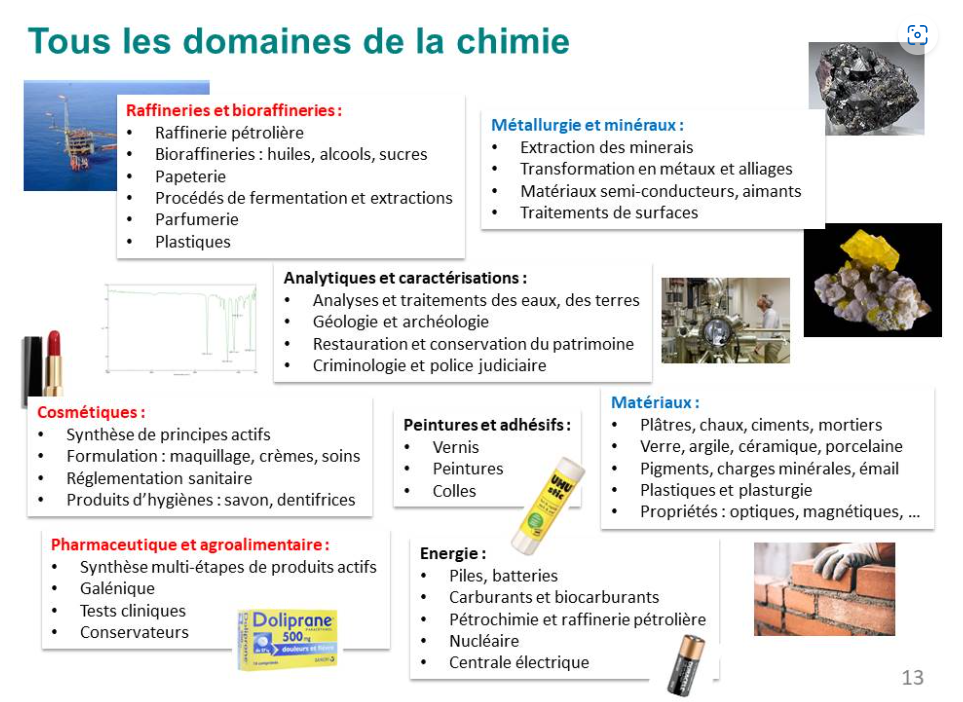 Tous les domaines de la chimie
Raffineries et bioraffineries :
• Raffinerie pétrolière
• Bioraffineries : huiles, alcools, sucres
• Papeterie
• Procédés de fermentation et extractions
• Parfumerie
• Plastiques
Métallurgie et minéraux :
• Extraction des minerais
• Transformation en métaux et alliages
• Matériaux semi-conducteurs, aimants
• Traitements de surfaces
Analytiques et caractérisations :
• Analyses et traitements des eaux, des terres
• Géologie et archéologie
• Restauration et conservation du patrimoine
• Criminologie et police judiciaire
Cosmétiques :
• Synthèse de principes actifs
• Formulation : maquillage, crèmes, soins
• Réglementation sanitaire
• Produits d’hygiènes : savon, dentifrices
Peintures et adhésifs :
• Vernis
• Peintures
• Colles
UHU
stic
Matériaux :
• Plâtres, chaux, ciments, mortiers
• Verre, argile, céramique, porcelaine
• Pigments, charges minérales, émail
• Plastiques et plasturgie
• Propriétés : optiques, magnétiques, …
Pharmaceutique et agroalimentaire :
• Synthèse multi-étapes de produits actifs
• Galénique
• Tests cliniques
• Conservateurs
Doliprane
500 mg
douleurs et fièvre
Doliprane
Energie :
• Piles, batteries
• Carburants et biocarburants
• Pétrochimie et raffinerie pétrolière
• Nucléaire
• Centrale électrique
DURACELL
13